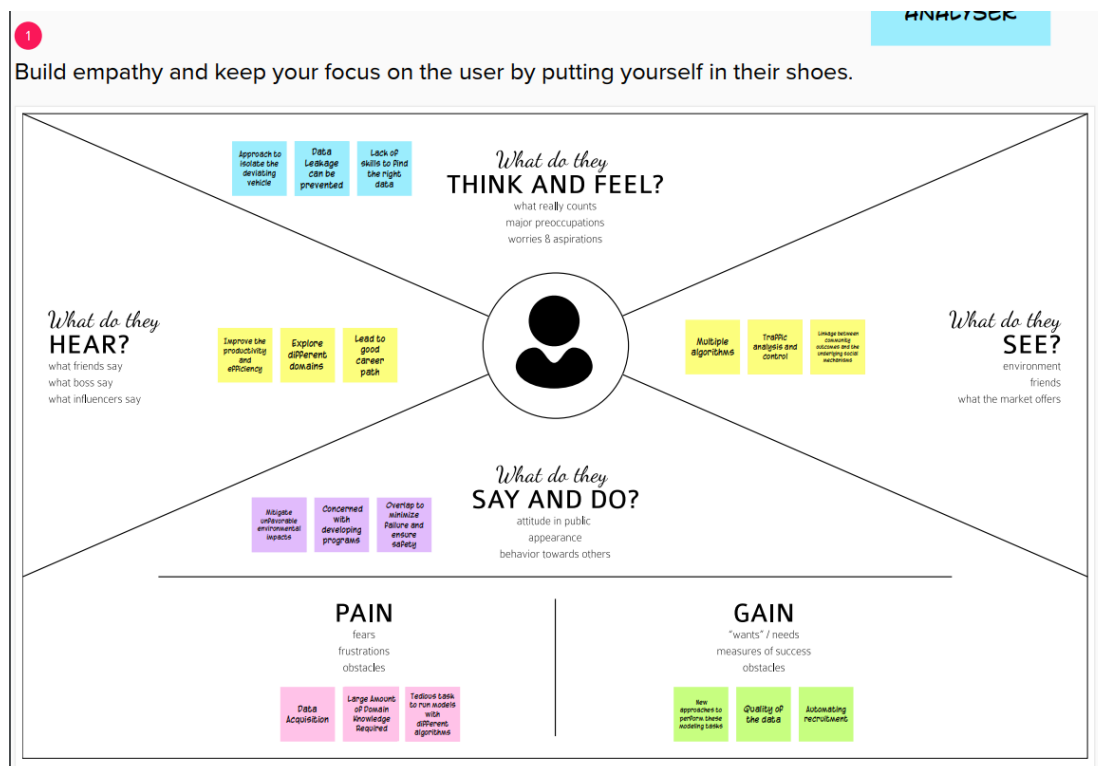 ANALYSER
1
Build empathy and keep your focus on the user by putting yourself in their shoes.
Approach to
isolate the
deviating
vehicle
Data
Leakage
can be
prevented
Lack of
skills to find
the right
data
What do they
THINK AND FEEL?
what really counts
major preoccupations
worries & aspirations
What do they
HEAR?
what friends say
what boss say
what influencers say
Improve the
productivity
and
efficiency
Explore
different
domains
Lead to
good
career
path
Multiple
algorithms
Traffic
analysis and
control
Linkage between
community
outcomes and the
underlying social
mechanisms
What do they
SEE?
environment
friends
what the market offers
Mitigate
unfavorable
environmental
impacts
Concerned
with
developing
programs
Overlap to
minimize
failure and
ensure
safety
What do they
SAY AND DO?
attitude in public
appearance
behavior towards others
PAIN
fears
frustrations
obstacles
Data
Acquisition
Large Amount
of Domain
Knowledge
Required
Tedious task
to run models
with
different
algorithms
GAIN
"wants" / needs
measures of success
obstacles
New
approaches to
perform these
modeling tasks
Quality of
the data
Automating
recruitment